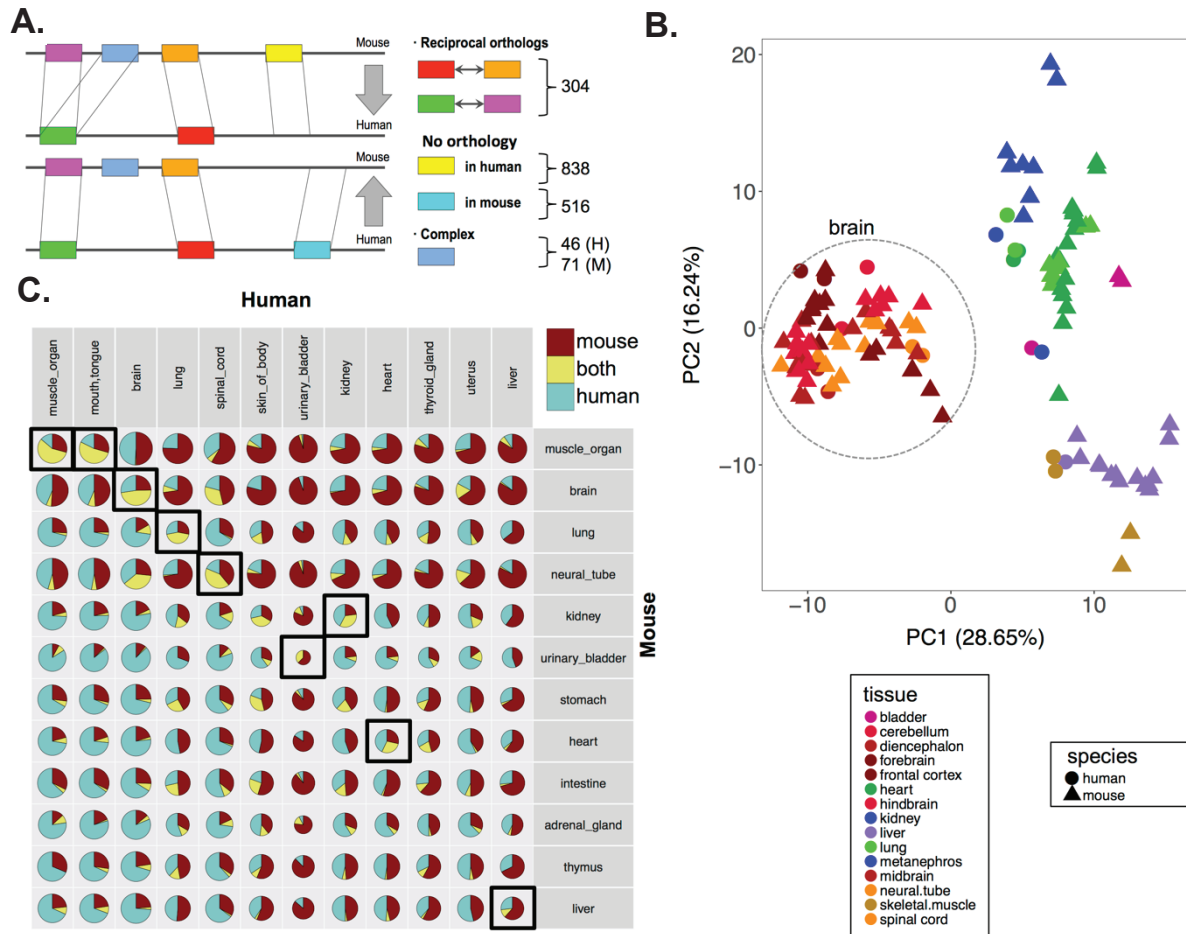 A.
Mouse
Human
Mouse
Human
· Reciprocal orthologs
304
No orthology
in human
838
in mouse
516
· Complex
46 (H)
71 (M)
B.
20
10
0
−10
brain
PC2 (16.24%)
−10
0
10
PC1 (28.65%)
tissue
bladder
cerebellum
diencephalon
forebrain
frontal cortex
heart
hindbrain
kidney
liver
lung
metanephros
midbrain
neural.tube
skeletal.muscle
spinal cord
species
human
mouse
C.
Human
muscle_organ
mouth,tongue
brain
lung
spinal_cord
skin_of_body
urinary_bladder
kidney
heart
thyroid_gland
uterus
liver
mouse
both
human
muscle_organ
brain
lung
neural_tube
kidney
urinary_bladder
stomach
heart
intestine
adrenal_gland
thymus
liver
Mouse